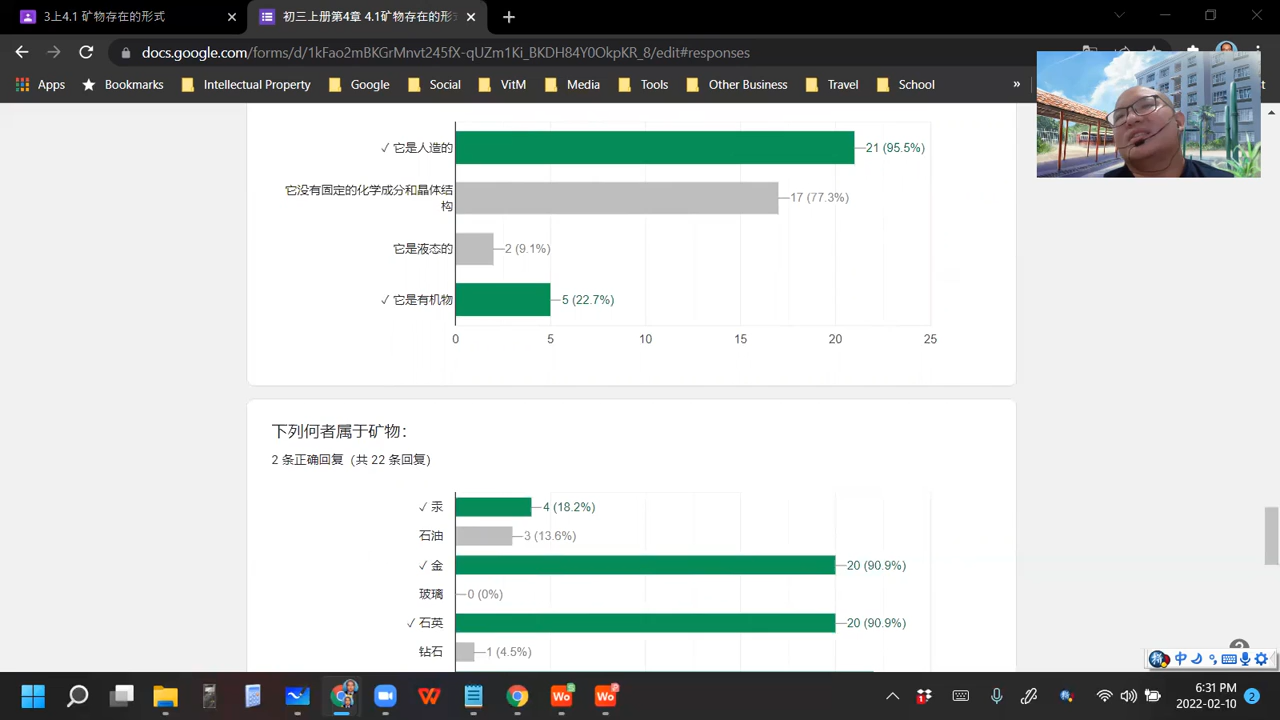 3上4.1 矿物存在的形式
初三上册第4章 4.1矿物存在的形
docs.google.com/forms/d/1kFao2mBKGrMnvt245fX-gUZm1Ki_BKDH84Y0OkpKR_8/edit#responses
Apps Bookmarks Intellectual Property Google Social VitM Media Tools Other Business Travel School »
✓ 它是人造的 21 (95.5%)
它没有固定的化学成分和晶体结
构 17 (77.3%)
它是液态的 2 (9.1%)
✓ 它是有机物 5 (22.7%)
0 5 10 15 20 25
下列何者属于矿物：
2 条正确回复（共 22 条回复）
✓ 汞 4 (18.2%)
石油 3 (13.6%)
✓ 金 20 (90.9%)
玻璃 0 (0%)
✓ 石英 20 (90.9%)
钻石 1 (4.5%)
中
6:31 PM
2022-02-10
2